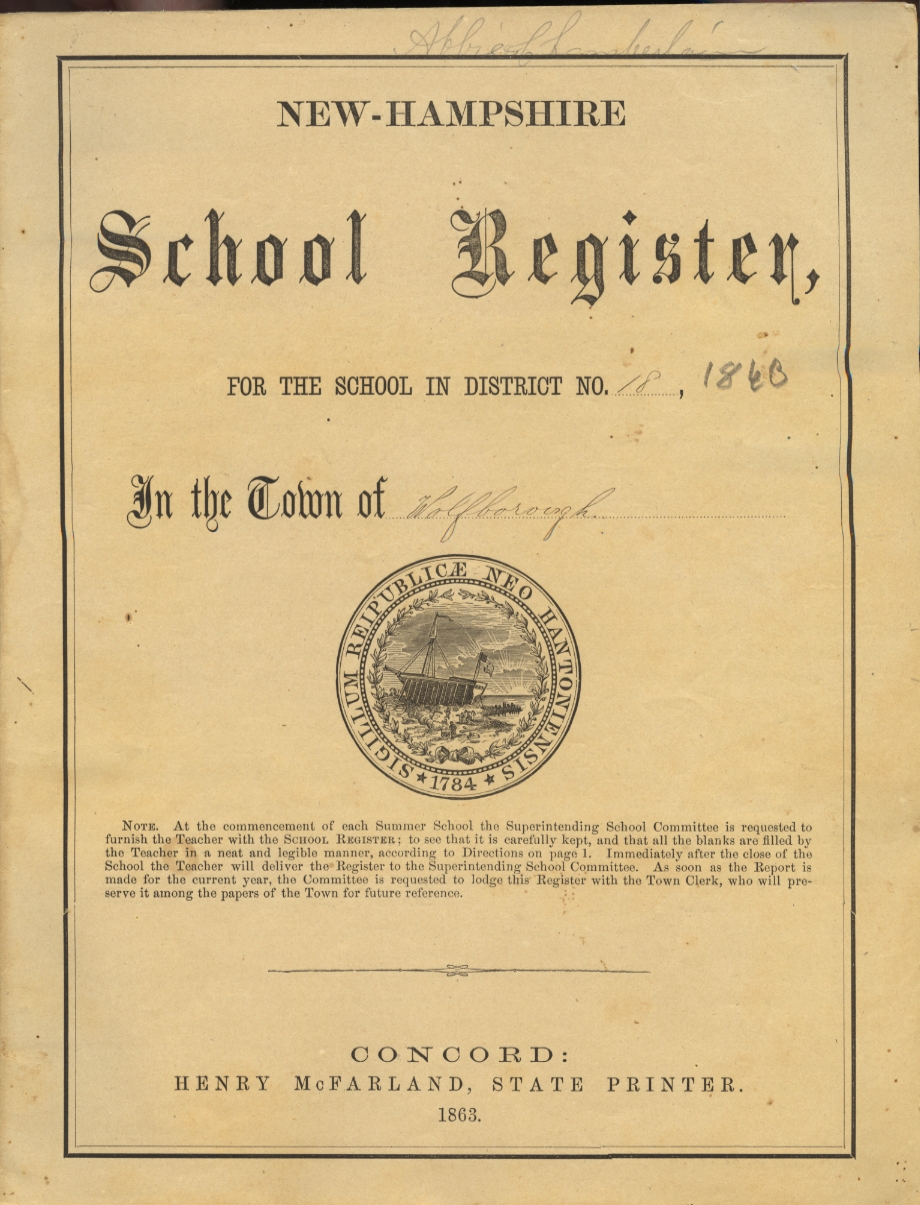 Abbie Chamberlain
NEW-HAMPSHIRE
School Register,
FOR THE SCHOOL IN DISTRICT NO. 18, 1863
In the Town of Wolfborough.
SIGILLUM REIPUBLICÆ NEO HANTONIENSIS
★ 1784 ★
NOTE. At the commencement of each Summer School the Superintending School Committee is requested to
furnish the Teacher with the SCHOOL REGISTER; to see that it is carefully kept, and that all the blanks are filled by
the Teacher in a neat and legible manner, according to Directions on page 1. Immediately after the close of the
School the Teacher will deliver the Register to the Superintending School Committee. As soon as the Report is
made for the current year, the Committee is requested to lodge this Register with the Town Clerk, who will pre-
serve it among the papers of the Town for future reference.
CONCORD:
HENRY McFARLAND, STATE PRINTER.
1863.